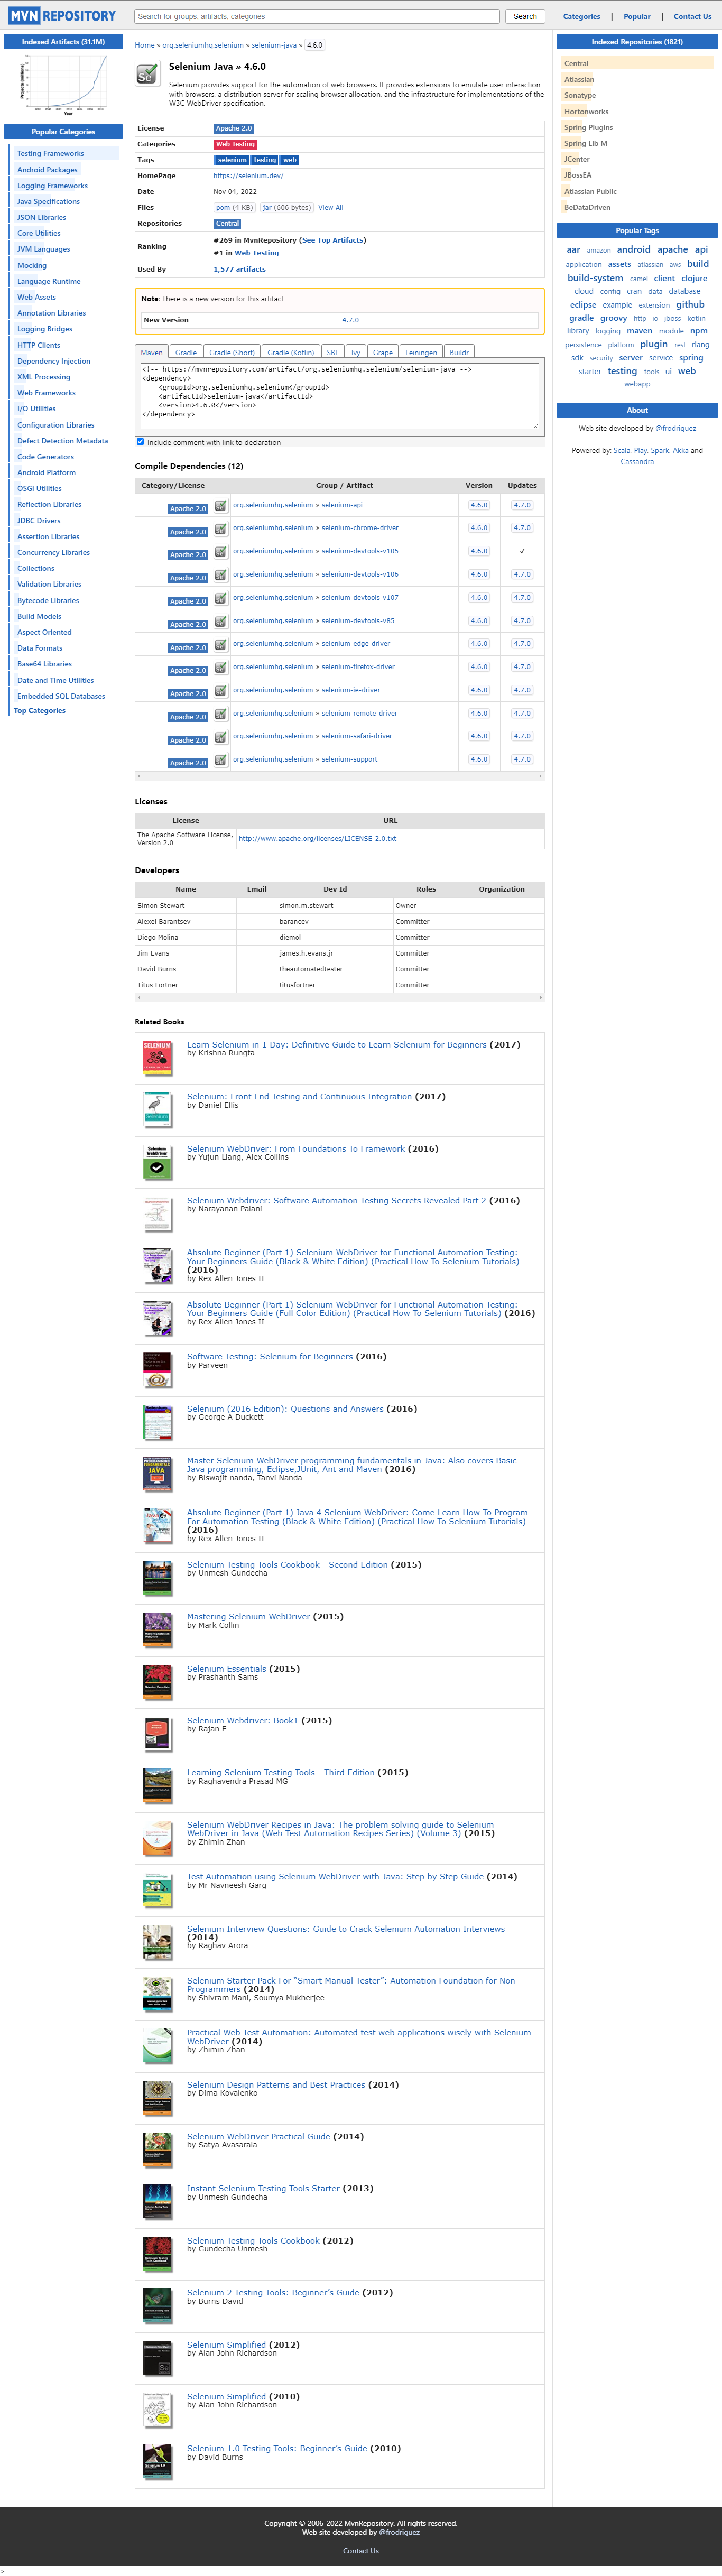 MVN REPOSITORY
Search for groups, artifacts, categories
Search
Categories | Popular | Contact Us
Indexed Artifacts (31.1M)
Projects (millions)
Year
Popular Categories
Testing Frameworks
Android Packages
Logging Frameworks
Java Specifications
JSON Libraries
Core Utilities
JVM Languages
Mocking
Language Runtime
Web Assets
Annotation Libraries
Logging Bridges
HTTP Clients
Dependency Injection
XML Processing
Web Frameworks
I/O Utilities
Configuration Libraries
Defect Detection Metadata
Code Generators
Android Platform
OSGi Utilities
Reflection Libraries
JDBC Drivers
Assertion Libraries
Concurrency Libraries
Collections
Validation Libraries
Bytecode Libraries
Build Models
Aspect Oriented
Data Formats
Base64 Libraries
Date and Time Utilities
Embedded SQL Databases
Top Categories
Home » org.seleniumhq.selenium » selenium-java » 4.6.0
Se
Selenium Java » 4.6.0
Selenium provides support for the automation of web browsers. It provides extensions to emulate user interaction
with browsers, a distribution server for scaling browser allocation, and the infrastructure for implementations of the
W3C WebDriver specification.
License Apache 2.0
Categories Web Testing
Tags selenium testing web
HomePage https://selenium.dev/
Date Nov 04, 2022
Files pom (4 KB) jar (606 bytes) View All
Repositories Central
Ranking
#269 in MvnRepository (See Top Artifacts)
#1 in Web Testing
Used By 1,577 artifacts
Note: There is a new version for this artifact
New Version 4.7.0
Maven Gradle Gradle (Short) Gradle (Kotlin) SBT Ivy Grape Leiningen Buildr
<!-- https://mvnrepository.com/artifact/org.seleniumhq.selenium/selenium-java -->
<dependency>
<groupId>org.seleniumhq.selenium</groupId>
<artifactId>selenium-java</artifactId>
<version>4.6.0</version>
</dependency>
Include comment with link to declaration
Compile Dependencies (12)
Category/License Group / Artifact Version Updates
Apache 2.0 org.seleniumhq.selenium » selenium-api 4.6.0 4.7.0
Apache 2.0 org.seleniumhq.selenium » selenium-chrome-driver 4.6.0 4.7.0
Apache 2.0 org.seleniumhq.selenium » selenium-devtools-v105 4.6.0 ✓
Apache 2.0 org.seleniumhq.selenium » selenium-devtools-v106 4.6.0 4.7.0
Apache 2.0 org.seleniumhq.selenium » selenium-devtools-v107 4.6.0 4.7.0
Apache 2.0 org.seleniumhq.selenium » selenium-devtools-v85 4.6.0 4.7.0
Apache 2.0 org.seleniumhq.selenium » selenium-edge-driver 4.6.0 4.7.0
Apache 2.0 org.seleniumhq.selenium » selenium-firefox-driver 4.6.0 4.7.0
Apache 2.0 org.seleniumhq.selenium » selenium-ie-driver 4.6.0 4.7.0
Apache 2.0 org.seleniumhq.selenium » selenium-remote-driver 4.6.0 4.7.0
Apache 2.0 org.seleniumhq.selenium » selenium-safari-driver 4.6.0 4.7.0
Apache 2.0 org.seleniumhq.selenium » selenium-support 4.6.0 4.7.0
Licenses
License URL
The Apache Software License,
Version 2.0
http://www.apache.org/licenses/LICENSE-2.0.txt
Developers
Name Email Dev Id Roles Organization
Simon Stewart simon.m.stewart Owner
Alexei Barantsev barancev Committer
Diego Molina diemol Committer
Jim Evans james.h.evans.jr Committer
David Burns theautomatedtester Committer
Titus Fortner titusfortner Committer
Related Books
Learn Selenium in 1 Day: Definitive Guide to Learn Selenium for Beginners (2017)
by Krishna Rungta
Selenium: Front End Testing and Continuous Integration (2017)
by Daniel Ellis
Selenium WebDriver: From Foundations To Framework (2016)
by Yujun Liang, Alex Collins
Selenium Webdriver: Software Automation Testing Secrets Revealed Part 2 (2016)
by Narayanan Palani
Absolute Beginner (Part 1) Selenium WebDriver for Functional Automation Testing:
Your Beginners Guide (Black & White Edition) (Practical How To Selenium Tutorials)
(2016)
by Rex Allen Jones II
Absolute Beginner (Part 1) Selenium WebDriver for Functional Automation Testing:
Your Beginners Guide (Full Color Edition) (Practical How To Selenium Tutorials) (2016)
by Rex Allen Jones II
Software Testing: Selenium for Beginners (2016)
by Parveen
Selenium (2016 Edition): Questions and Answers (2016)
by George A Duckett
Master Selenium WebDriver programming fundamentals in Java: Also covers Basic
Java programming, Eclipse,JUnit, Ant and Maven (2016)
by Biswajit nanda, Tanvi Nanda
Absolute Beginner (Part 1) Java 4 Selenium WebDriver: Come Learn How To Program
For Automation Testing (Black & White Edition) (Practical How To Selenium Tutorials)
(2016)
by Rex Allen Jones II
Selenium Testing Tools Cookbook - Second Edition (2015)
by Unmesh Gundecha
Mastering Selenium WebDriver (2015)
by Mark Collin
Selenium Essentials (2015)
by Prashanth Sams
Selenium Webdriver: Book1 (2015)
by Rajan E
Learning Selenium Testing Tools - Third Edition (2015)
by Raghavendra Prasad MG
Selenium WebDriver Recipes in Java: The problem solving guide to Selenium
WebDriver in Java (Web Test Automation Recipes Series) (Volume 3) (2015)
by Zhimin Zhan
Test Automation using Selenium WebDriver with Java: Step by Step Guide (2014)
by Mr Navneesh Garg
Selenium Interview Questions: Guide to Crack Selenium Automation Interviews
(2014)
by Raghav Arora
Selenium Starter Pack For "Smart Manual Tester": Automation Foundation for Non-
Programmers (2014)
by Shivram Mani, Soumya Mukherjee
Practical Web Test Automation: Automated test web applications wisely with Selenium
WebDriver (2014)
by Zhimin Zhan
Selenium Design Patterns and Best Practices (2014)
by Dima Kovalenko
Selenium WebDriver Practical Guide (2014)
by Satya Avasarala
Instant Selenium Testing Tools Starter (2013)
by Unmesh Gundecha
Selenium Testing Tools Cookbook (2012)
by Gundecha Unmesh
Selenium 2 Testing Tools: Beginner's Guide (2012)
by Burns David
Selenium Simplified (2012)
by Alan John Richardson
Selenium Simplified (2010)
by Alan John Richardson
Selenium 1.0 Testing Tools: Beginner's Guide (2010)
by David Burns
Indexed Repositories (1821)
Central
Atlassian
Sonatype
Hortonworks
Spring Plugins
Spring Lib M
JCenter
JBossEA
Atlassian Public
BeDataDriven
Popular Tags
aar amazon android apache api
application assets atlassian aws build
build-system camel client clojure
cloud config cran data database
eclipse example extension github
gradle groovy http io jboss kotlin
library logging maven module npm
persistence platform plugin rest rlang
sdk security server service spring
starter testing tools ui web
webapp
About
Web site developed by @frodriguez
Powered by: Scala, Play, Spark, Akka and
Cassandra
Copyright © 2006-2022 MvnRepository. All rights reserved.
Web site developed by @frodriguez
Contact Us
>